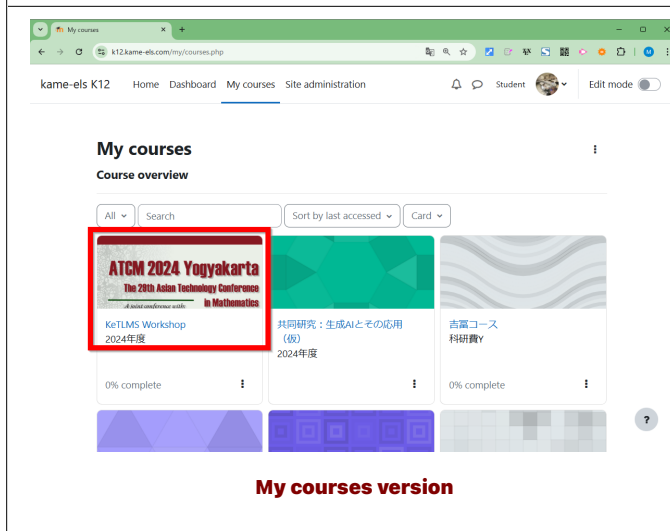 My courses
k12.kame-els.com/my/courses.php
M
kame-els K12 Home Dashboard My courses Site administration Student Edit mode
My courses
Course overview
All Search Sort by last accessed Card
ATCM 2024 Yogyakarta
The 29th Asian Technology Conference
A joint conference with: in Mathematics
KeTLMS Workshop
2024年度
0% complete
共同研究：生成AIとその応用
（仮）
2024年度
吉冨コース
科研費Y
0% complete
?
My courses version